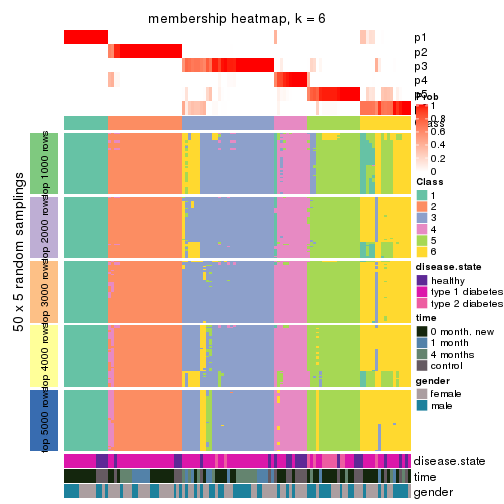 membership heatmap, k = 6
p1
p2
p3
p4
p5
Prob
1
0.8
0.6
0.4
0.2
0
Class
1
2
3
4
5
6
disease.state
healthy
type 1 diabetes
type 2 diabetes
time
0 month. new
1 month
4 months
control
gender
female
male
50 x 5 random samplings
top 1000 rows
top 2000 rows
top 3000 rows
top 4000 rows
top 5000 rows
disease.state
time
gender